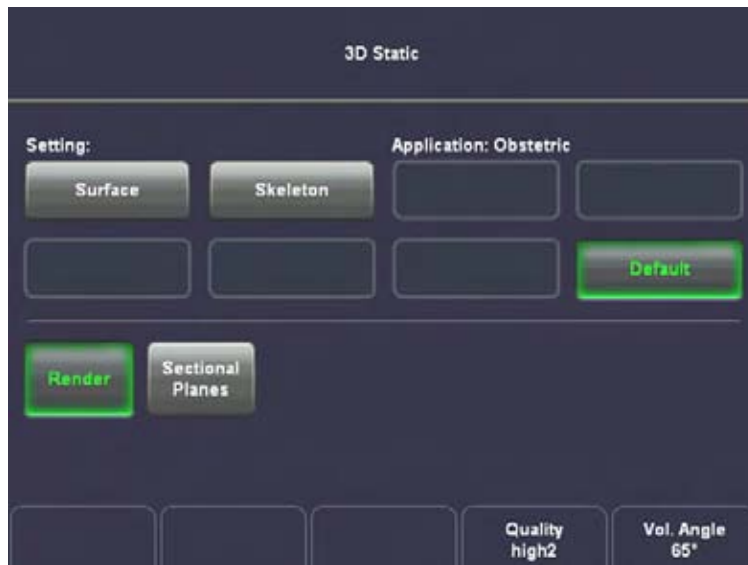 3D Static
Setting:
Application: Obstetric
Surface
Skeleton
Default
Render
Sectional
Planes
Quality
high2
Vol. Angle
65°